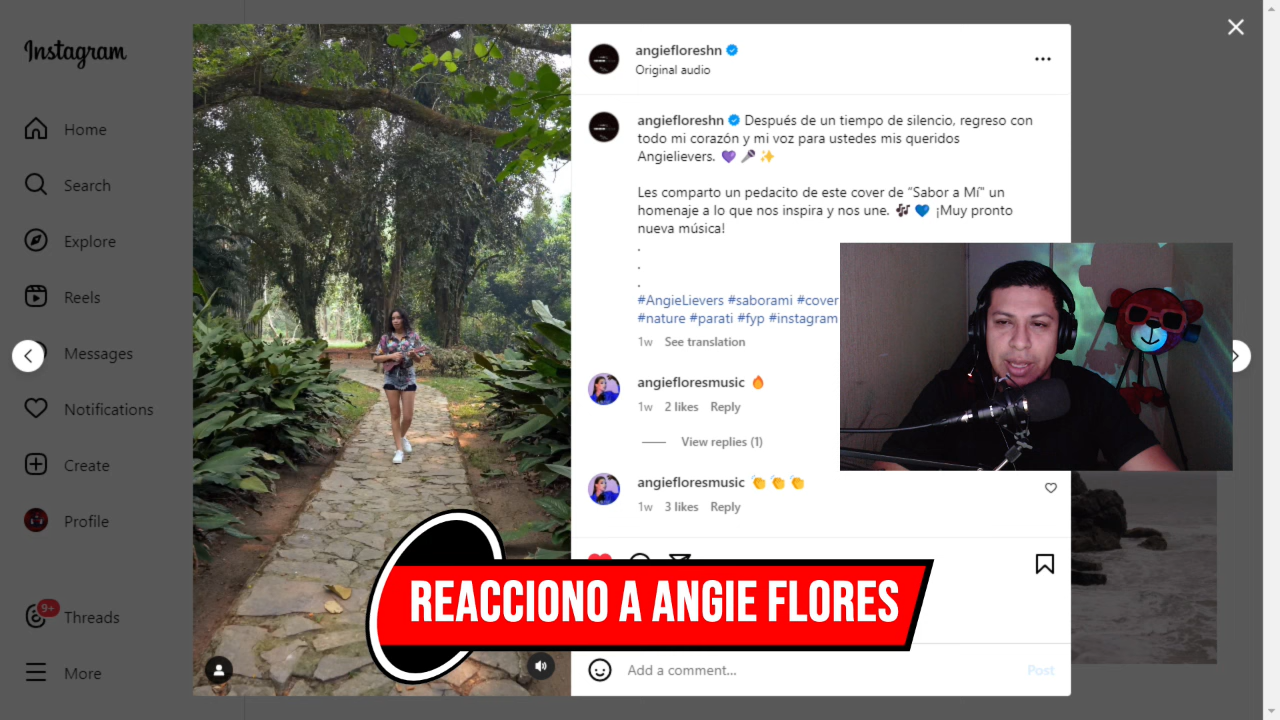 Instagram
Home
Search
Explore
Reels
Messages
Notifications
Create
Profile
9+
Threads
More
angiefloreshn
Original audio
angiefloreshn Después de un tiempo de silencio, regreso con
todo mi corazón y mi voz para ustedes mis queridos
Angielievers. 💜 🎤 ✨
Les comparto un pedacito de este cover de "Sabor a Mí" un
homenaje a lo que nos inspira y nos une. 🎶 💙 ¡Muy pronto
nueva música!
.
.
.
#AngieLievers #saborami #cover
#nature #parati #fyp #instagram
1w See translation
angiefloresmusic 🔥
1w 2 likes Reply
View replies (1)
angiefloresmusic 👏 👏 👏
1w 3 likes Reply
REACCIONO A ANGIE FLORES
Add a comment...
Post